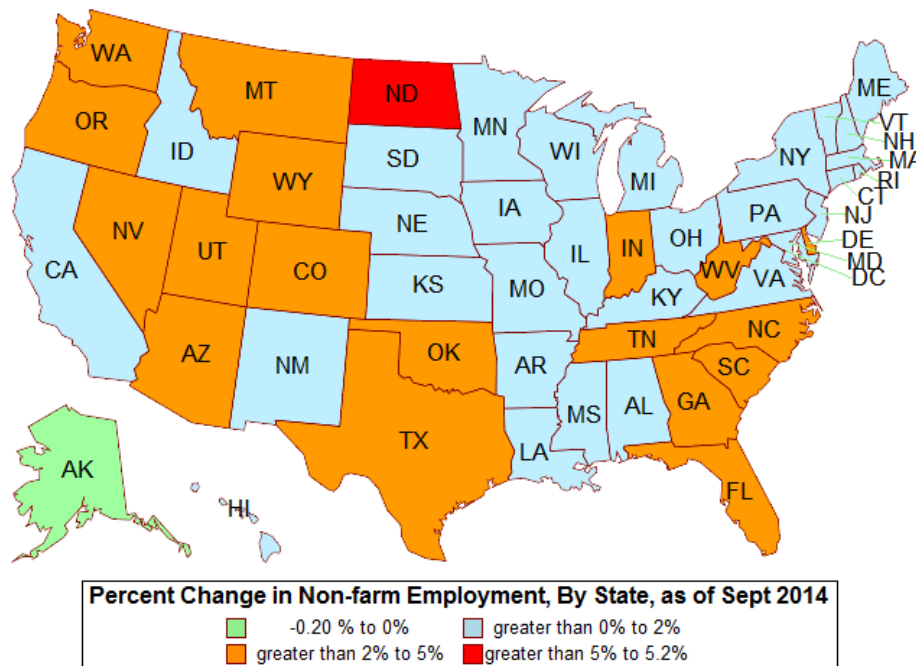 WA
MT
ND
MN
ME
OR
VT
NH
ID
SD
WI
NY
MA
WY
MI
RI
CT
IA
PA
NE
NJ
NV
OH
DE
UT
IL
IN
CA
CO
MD
WV
KS
VA
DC
MO
KY
TN
NC
AZ
OK
NM
AR
SC
MS
AL
GA
TX
LA
AK
FL
HI
Percent Change in Non-farm Employment, By State, as of Sept 2014
-0.20 % to 0% greater than 0% to 2%
greater than 2% to 5% greater than 5% to 5.2%